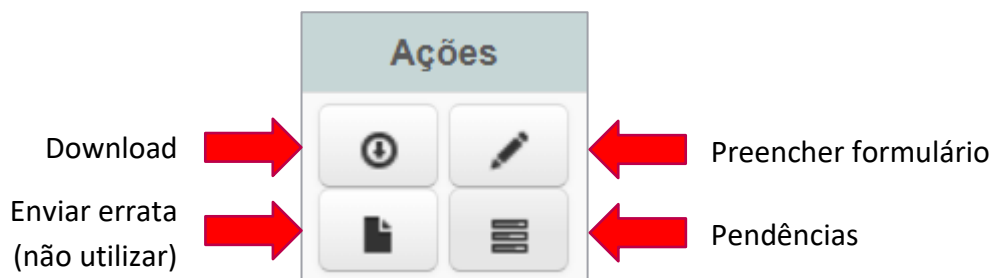 Ações
Download
Preencher formulário
Enviar errata
(não utilizar)
Pendências